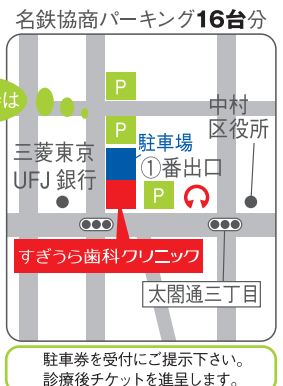 名鉄協商パーキング16台分
は
P
中村
区役所
P
駐車場
三菱東京
UFJ 銀行
①番出口
P
すぎうら歯科クリニック
太閤通三丁目
駐車券を受付にご提示下さい。
診療後チケットを進呈します。